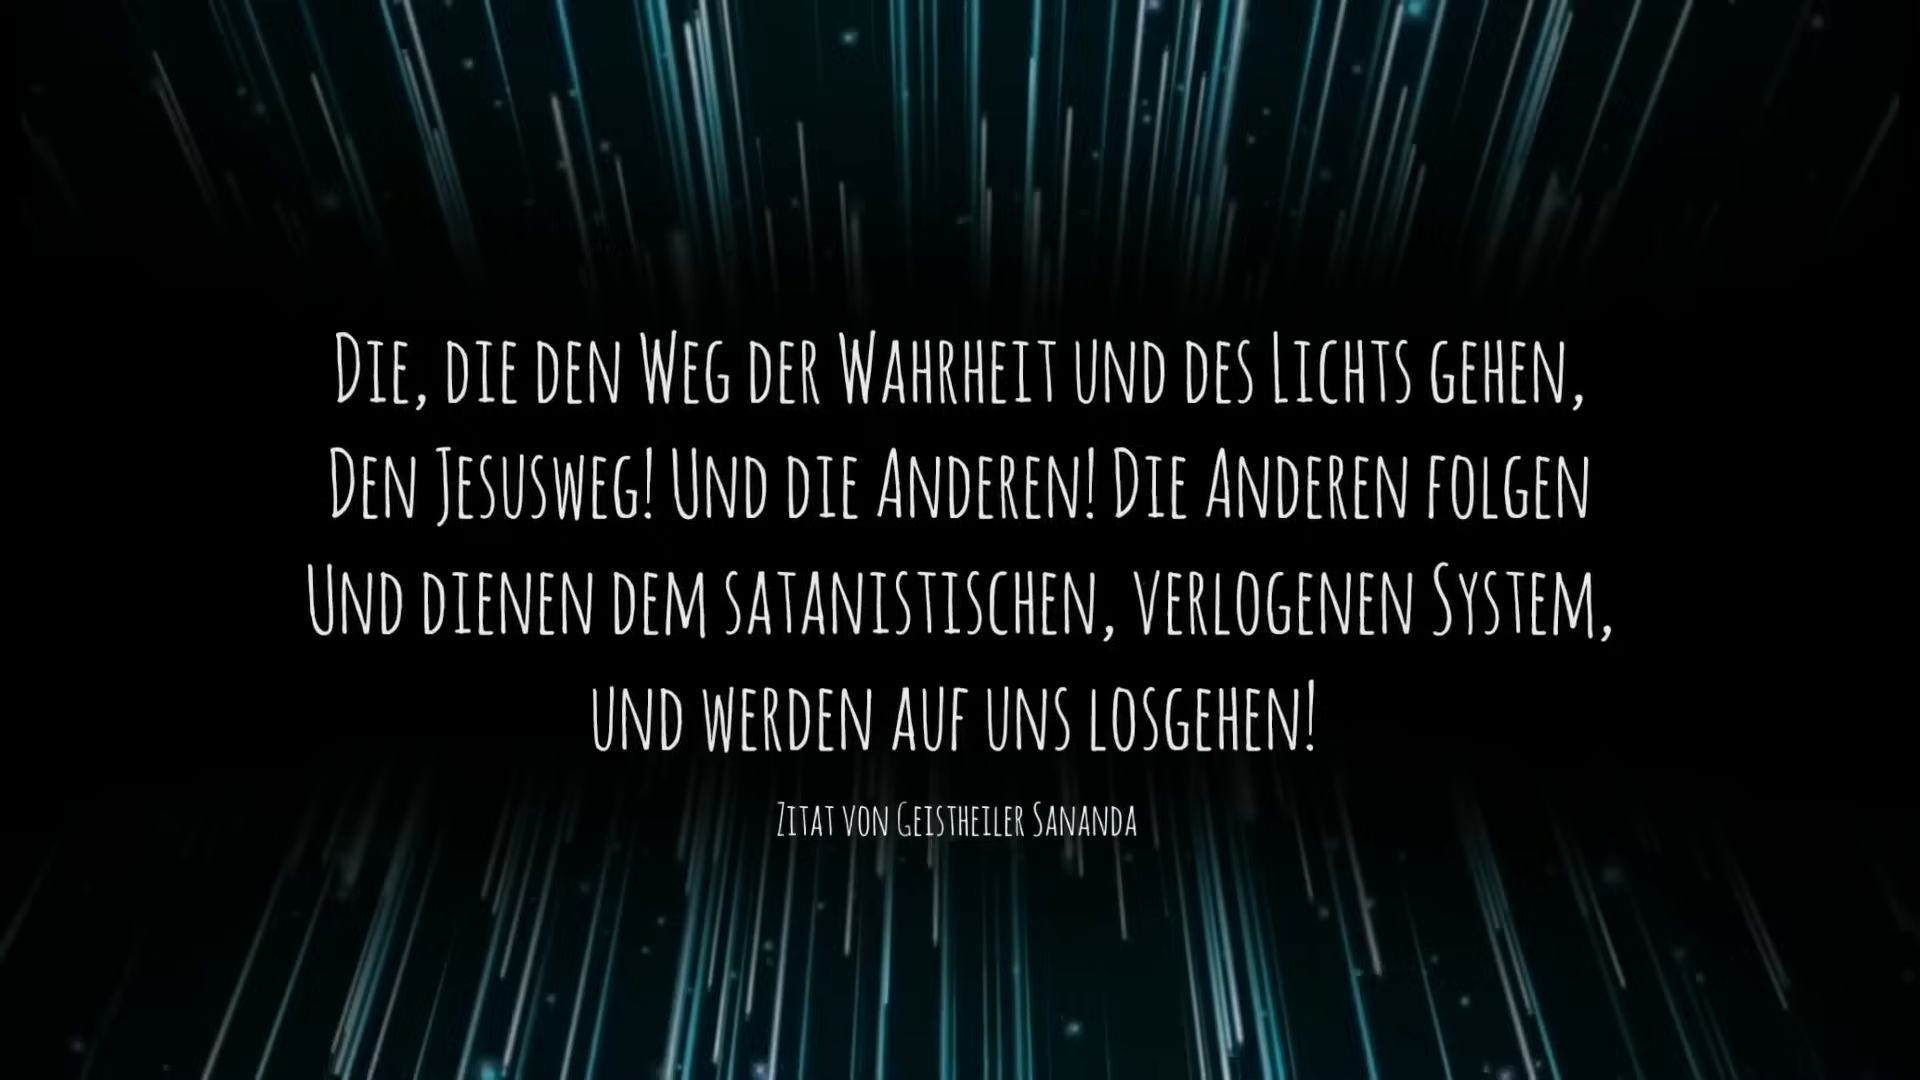 Die, die den Weg der Wahrheit und des Lichts gehen,
Den Jesusweg! Und die Anderen! Die Anderen folgen
Und dienen dem satanistischen, verlogenen System,
und werden auf uns losgehen!
Zitat von Geistheiler Sananda